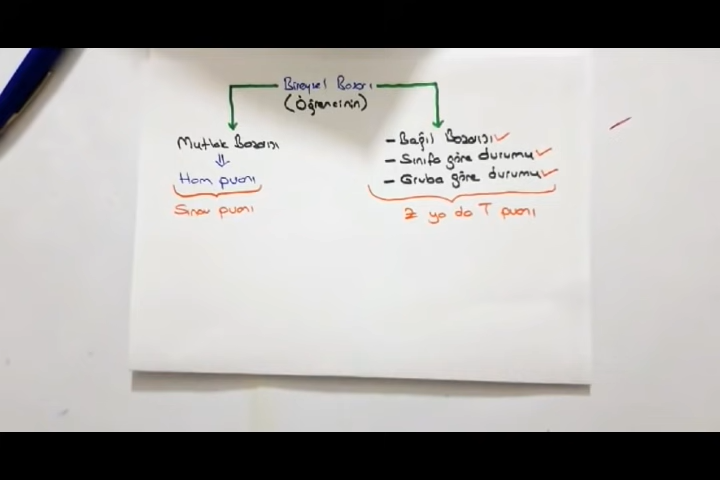 Bireysel Başarı
(Öğrencinin)
Mutlak Başarısı
⇓
Ham puanı
Sınav puanı
- Bağıl Başarısı ✓
- Sınıfa göre durumu ✓
- Gruba göre durumu ✓
Z ya da T puanı